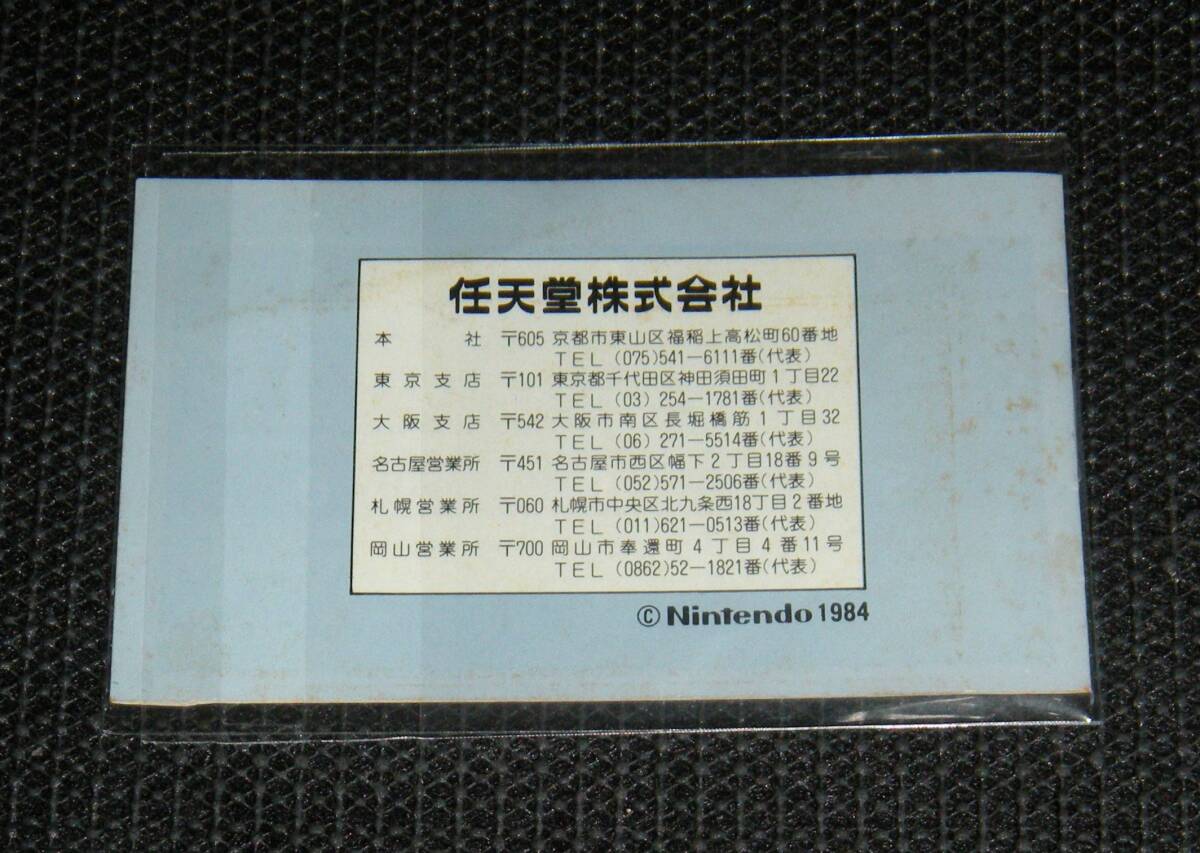 任天堂株式会社
本社 〒605 京都市東山区福稲上高松町60番地
TEL (075)541-6111番(代表)
東京支店 〒101 東京都千代田区神田須田町1丁目22
TEL (03) 254-1781番(代表)
大阪支店 〒542 大阪市南区長堀橋筋1丁目32
TEL (06) 271-5514番(代表)
名古屋営業所 〒451 名古屋市西区幅下2丁目18番9号
TEL (052)571-2506番(代表)
札幌営業所 〒060 札幌市中央区北九条西18丁目2番地
TEL (011)621-0513番(代表)
岡山営業所 〒700 岡山市奉還町4丁目4番11号
TEL (0862)52-1821番(代表)
©Nintendo 1984